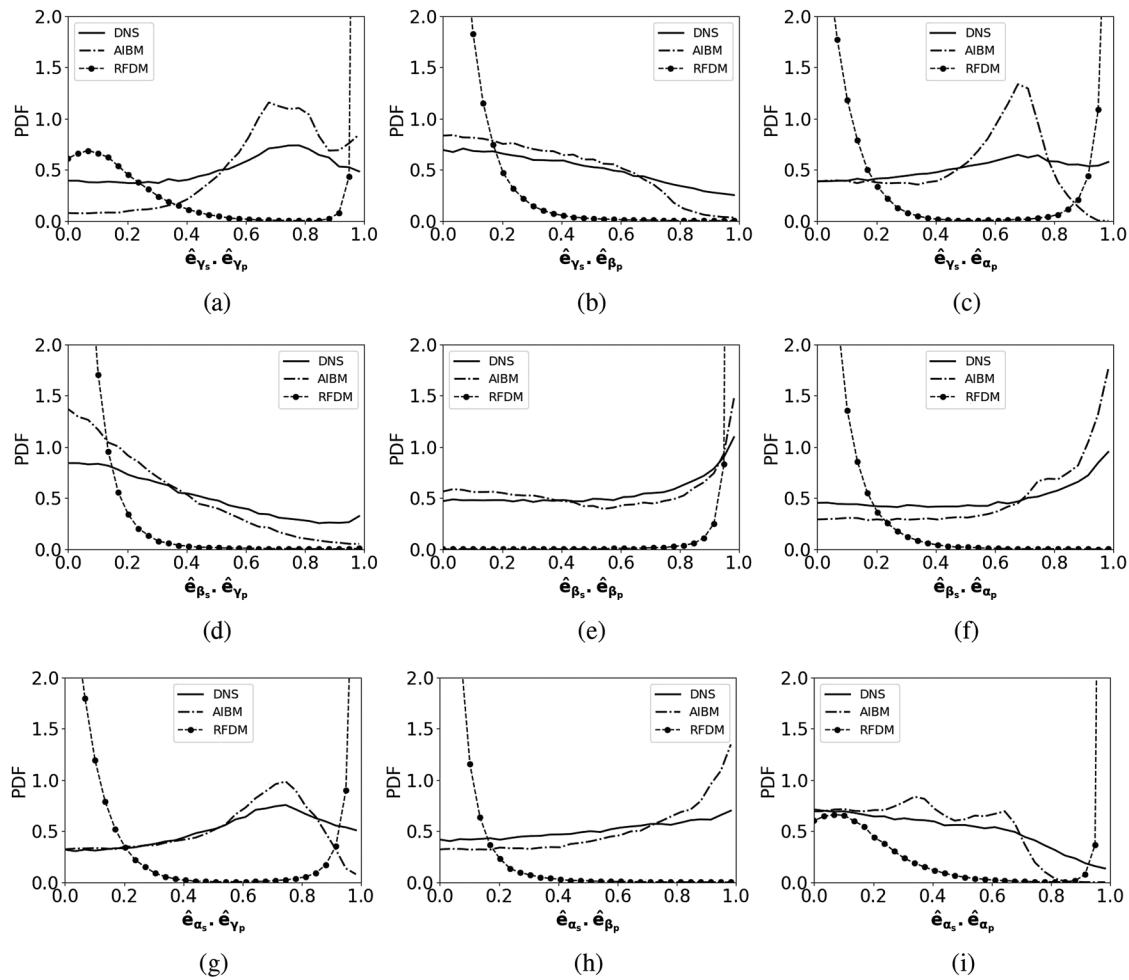 2.0
1.5
1.0
0.5
0.0
PDF
DNS
AIBM
RFDM
0.0 0.2 0.4 0.6 0.8 1.0
ê_γs . ê_γp
(a)
2.0
1.5
1.0
0.5
0.0
PDF
DNS
AIBM
RFDM
0.0 0.2 0.4 0.6 0.8 1.0
ê_γs . ê_βp
(b)
2.0
1.5
1.0
0.5
0.0
PDF
DNS
AIBM
RFDM
0.0 0.2 0.4 0.6 0.8 1.0
ê_γs . ê_αp
(c)
2.0
1.5
1.0
0.5
0.0
PDF
DNS
AIBM
RFDM
0.0 0.2 0.4 0.6 0.8 1.0
ê_βs . ê_γp
(d)
2.0
1.5
1.0
0.5
0.0
PDF
DNS
AIBM
RFDM
0.0 0.2 0.4 0.6 0.8 1.0
ê_βs . ê_βp
(e)
2.0
1.5
1.0
0.5
0.0
PDF
DNS
AIBM
RFDM
0.0 0.2 0.4 0.6 0.8 1.0
ê_βs . ê_αp
(f)
2.0
1.5
1.0
0.5
0.0
PDF
DNS
AIBM
RFDM
0.0 0.2 0.4 0.6 0.8 1.0
ê_αs . ê_γp
(g)
2.0
1.5
1.0
0.5
0.0
PDF
DNS
AIBM
RFDM
0.0 0.2 0.4 0.6 0.8 1.0
ê_αs . ê_βp
(h)
2.0
1.5
1.0
0.5
0.0
PDF
DNS
AIBM
RFDM
0.0 0.2 0.4 0.6 0.8 1.0
ê_αs . ê_αp
(i)